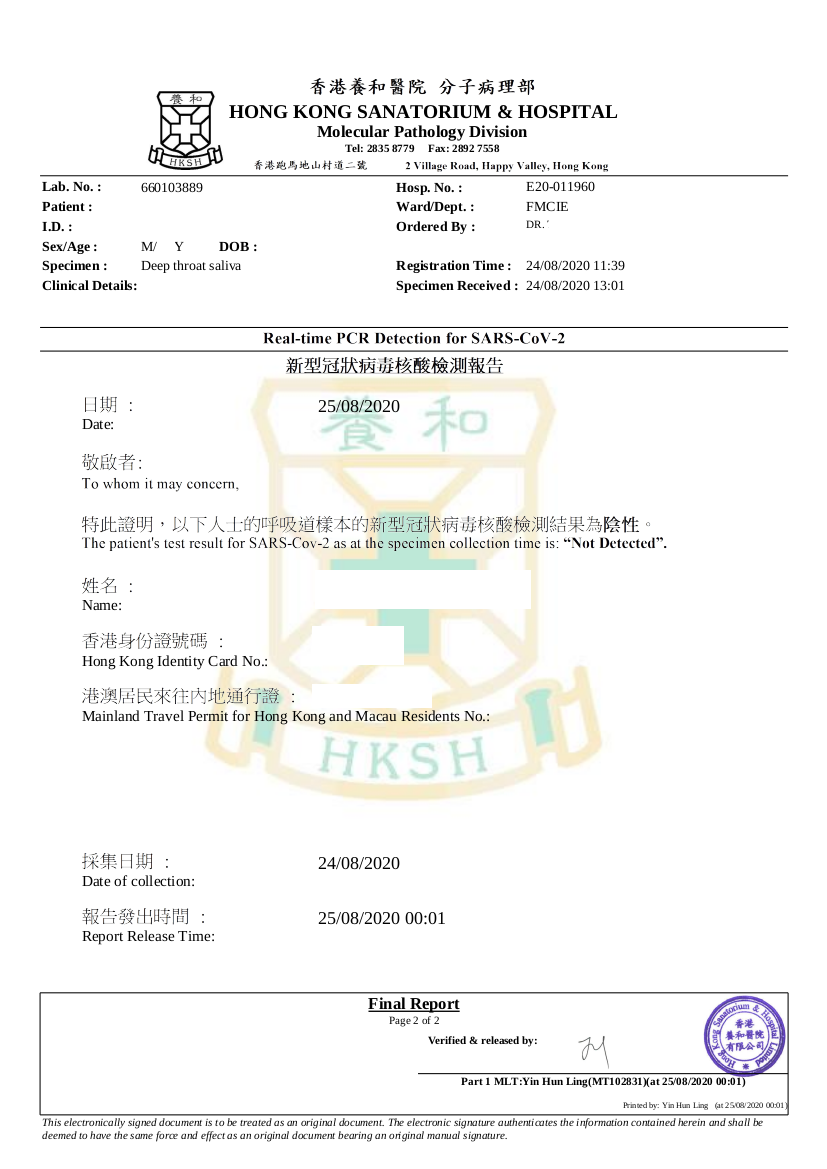 香港養和醫院 分子病理部
養和
HKSH
HONG KONG SANATORIUM & HOSPITAL
Molecular Pathology Division
Tel: 2835 8779 Fax: 2892 7558
香港跑馬地山村道二號 2 Village Road, Happy Valley, Hong Kong
Lab. No. : 660103889 Hosp. No. : E20-011960
Patient : Ward/Dept. : FMCIE
I.D. : Ordered By : DR.
Sex/Age : M/ Y DOB :
Specimen : Deep throat saliva Registration Time : 24/08/2020 11:39
Clinical Details: Specimen Received : 24/08/2020 13:01
Real-time PCR Detection for SARS-CoV-2
新型冠狀病毒核酸檢測報告
日期 : 25/08/2020
Date:
養和
敬啟者:
To whom it may concern,
特此證明，以下人士的呼吸道樣本的新型冠狀病毒核酸檢測結果為陰性。
The patient's test result for SARS-Cov-2 as at the specimen collection time is: “Not Detected”.
姓名 :
Name:
香港身份證號碼 :
Hong Kong Identity Card No.:
港澳居民來往內地通行證 :
Mainland Travel Permit for Hong Kong and Macau Residents No.:
HKSH
採集日期 : 24/08/2020
Date of collection:
報告發出時間 : 25/08/2020 00:01
Report Release Time:
Final Report
Page 2 of 2
Verified & released by:
Hong Kong Sanatorium & Hospital Limited
香港
養和醫院
有限公司
Part 1 MLT:Yin Hun Ling(MT102831)(at 25/08/2020 00:01)
Printed by: Yin Hun Ling (at 25/08/2020 00:01)
This electronically signed document is to be treated as an original document. The electronic signature authenticates the information contained herein and shall be
deemed to have the same force and effect as an original document bearing an original manual signature.